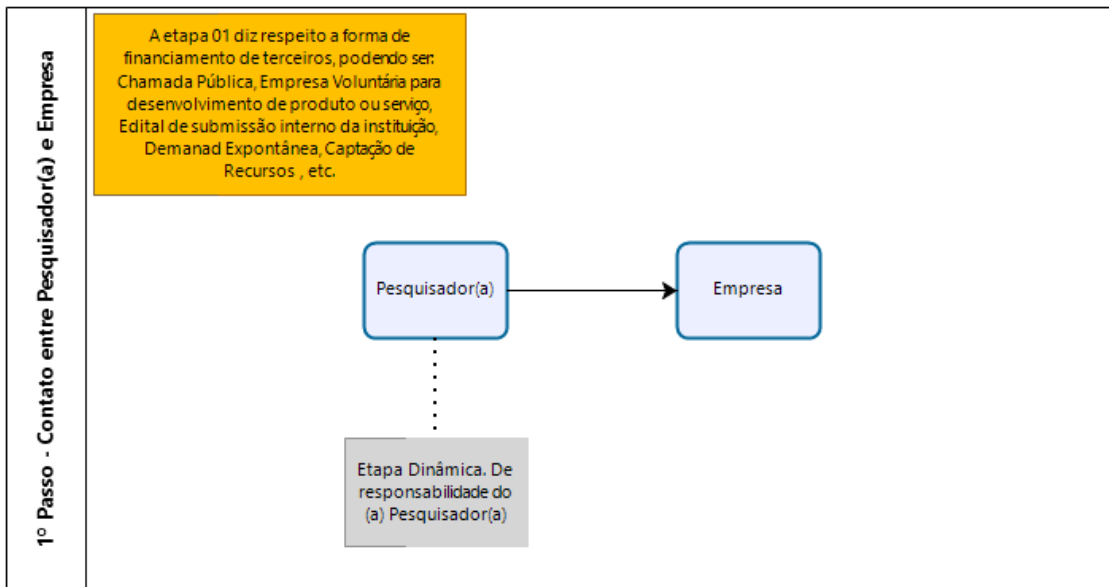 1º Passo - Contato entre Pesquisador(a) e Empresa
A etapa 01 diz respeito a forma de
financiamento de terceiros, podendo ser:
Chamada Pública, Empresa Voluntária para
desenvolvimento de produto ou serviço,
Edital de submissão interno da instituição,
Demanad Expontânea, Captação de
Recursos , etc.
Pesquisador(a)
Empresa
Etapa Dinâmica. De
responsabilidade do
(a) Pesquisador(a)